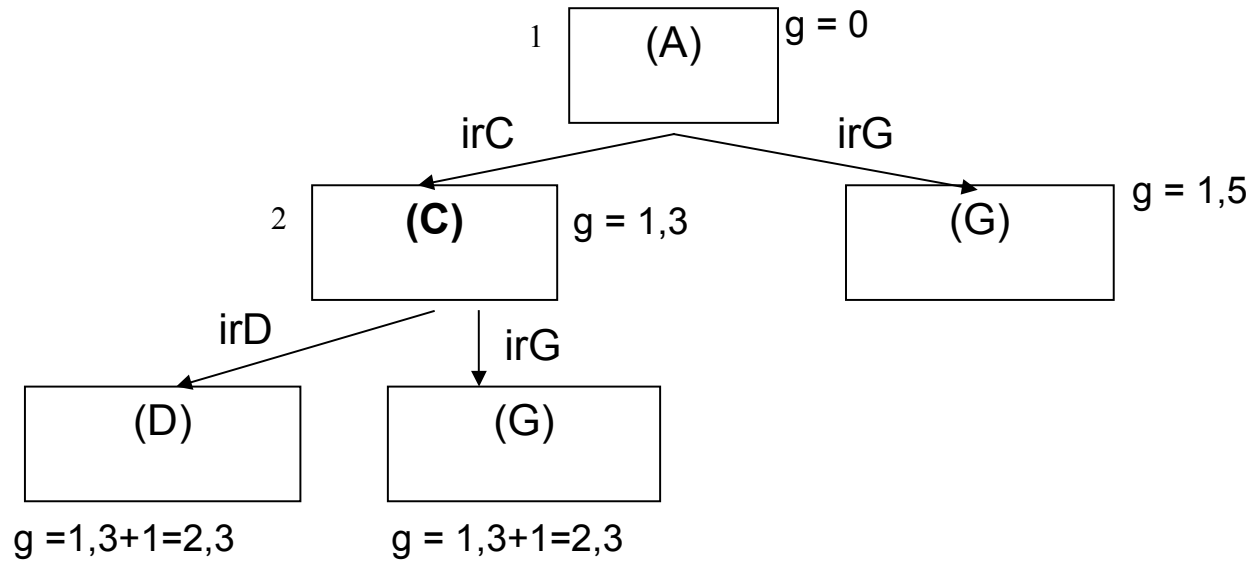 1
(A)
g = 0
irC
irG
2
(C)
g = 1,3
(G)
g = 1,5
irD
irG
(D)
(G)
g =1,3+1=2,3
g = 1,3+1=2,3